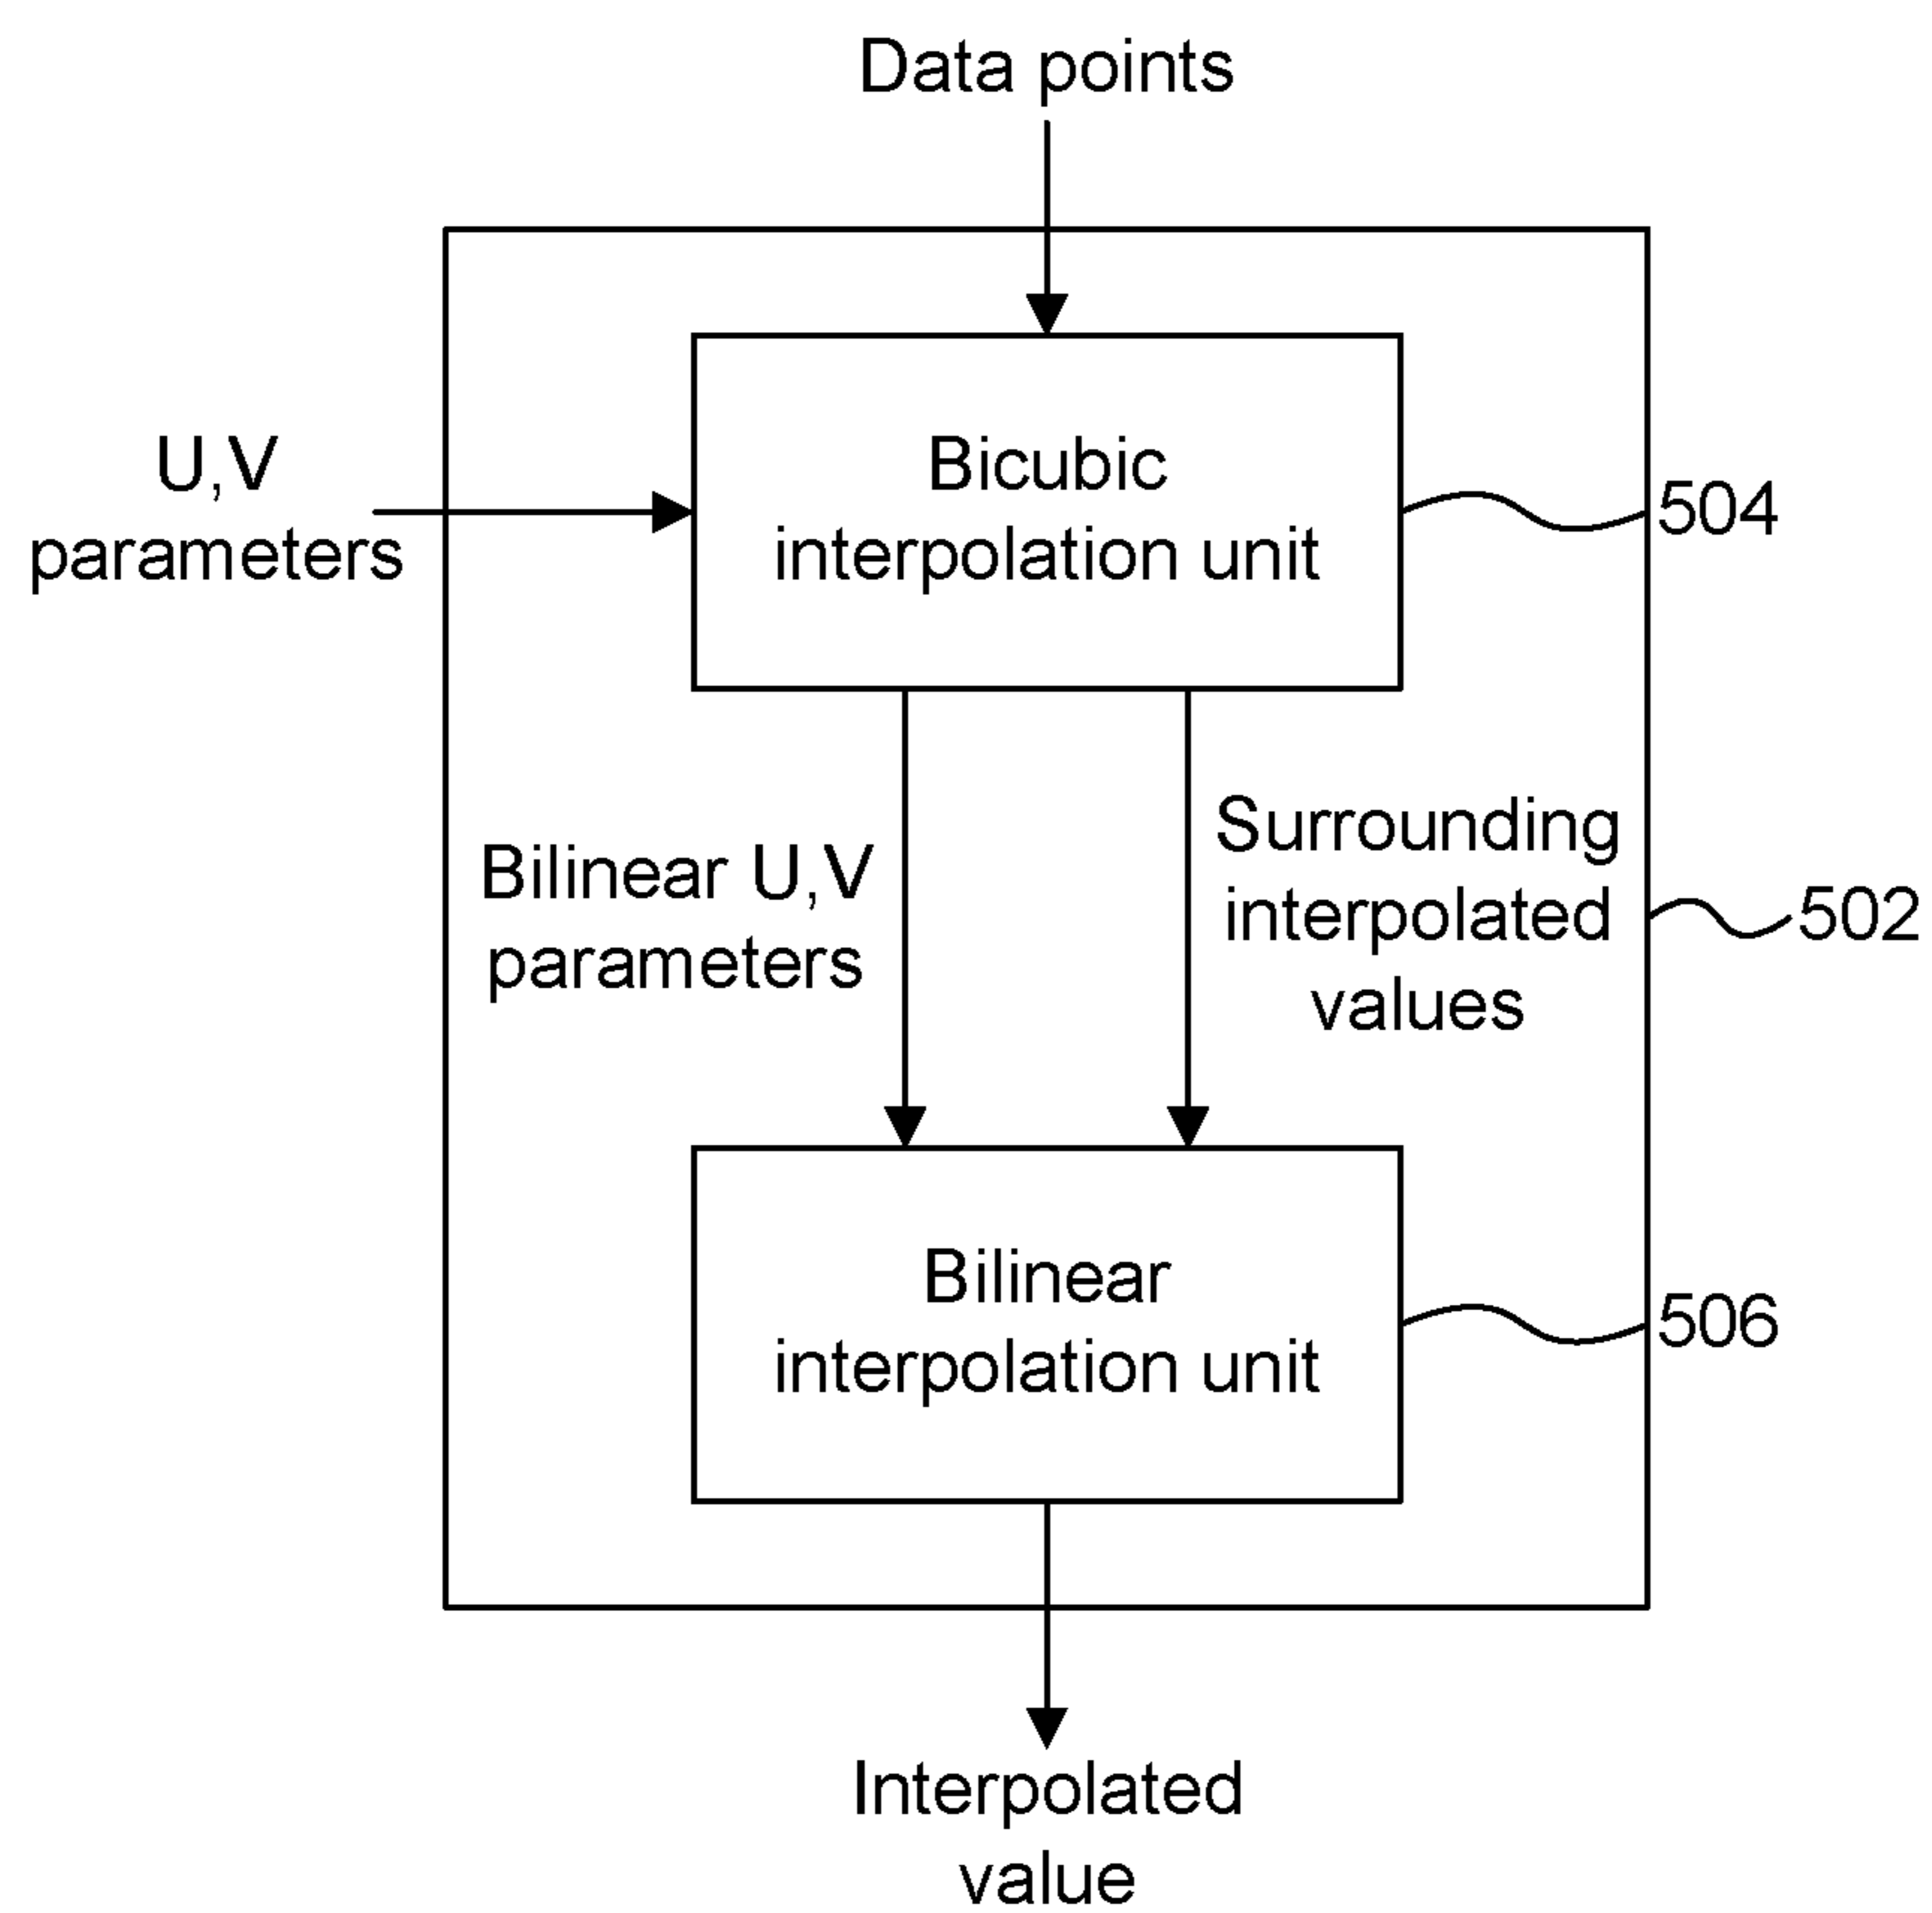 Data points
U,V
parameters
Bicubic
interpolation unit
504
Bilinear U,V
parameters
Surrounding
interpolated
values
502
Bilinear
interpolation unit
506
Interpolated
value